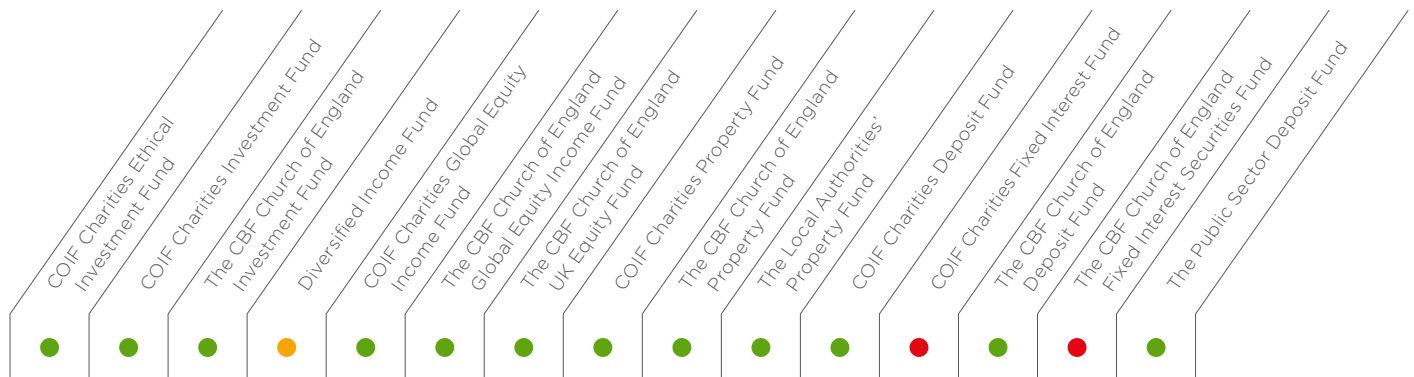 COIF Charities Ethical
Investment Fund
COIF Charities Investment Fund
The CBF Church of England
Investment Fund
Diversified Income Fund
COIF Charities Global Equity
Income Fund
The CBF Church of England
Global Equity Income Fund
The CBF Church of England
UK Equity Fund
COIF Charities Property Fund
The CBF Church of England
Property Fund
The Local Authorities'
Property Fund
COIF Charities Deposit Fund
COIF Charities Fixed Interest Fund
The CBF Church of England
Deposit Fund
The CBF Church of England
Fixed Interest Securities Fund
The Public Sector Deposit Fund